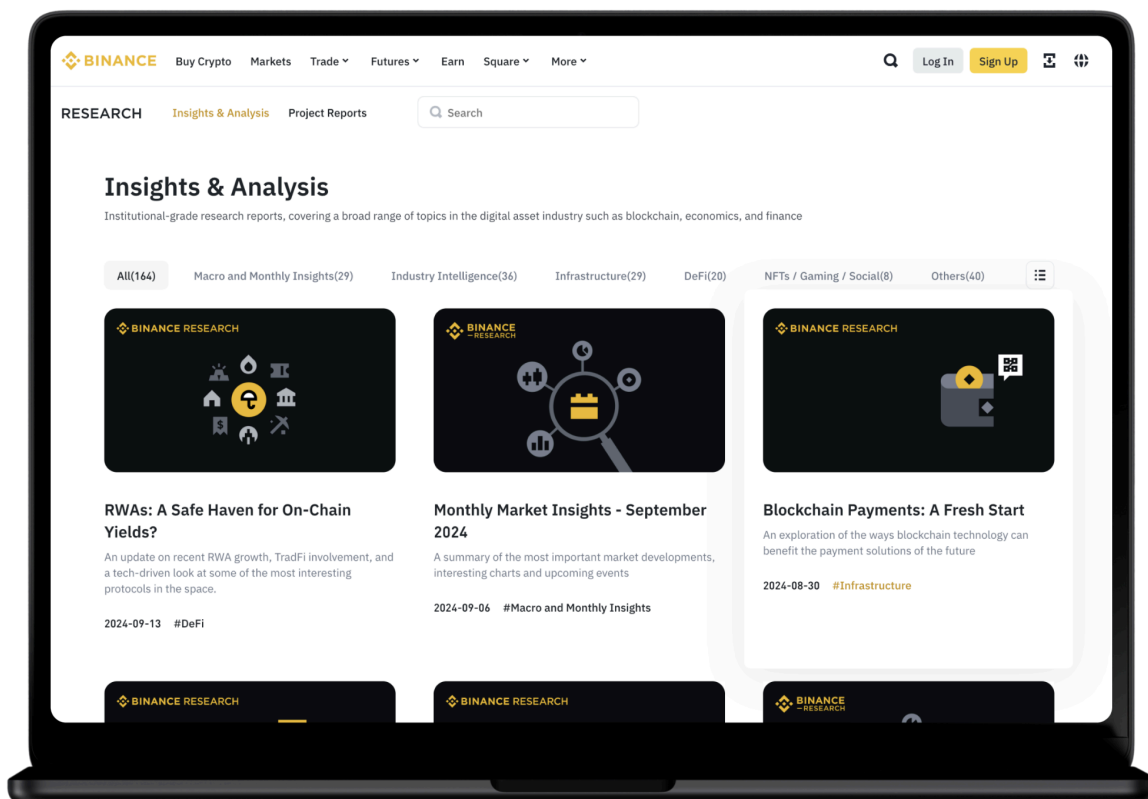 BINANCE Buy Crypto Markets Trade Futures Earn Square More Log In Sign Up
RESEARCH Insights & Analysis Project Reports Search
Insights & Analysis
Institutional-grade research reports, covering a broad range of topics in the digital asset industry such as blockchain, economics, and finance
All(164) Macro and Monthly Insights(29) Industry Intelligence(36) Infrastructure(29) DeFi(20) NFTs / Gaming / Social(8) Others(40)
BINANCE RESEARCH
$
RWAs: A Safe Haven for On-Chain
Yields?
An update on recent RWA growth, TradFi involvement, and
a tech-driven look at some of the most interesting
protocols in the space.
2024-09-13 #DeFi
BINANCE
RESEARCH
Monthly Market Insights - September
2024
A summary of the most important market developments,
interesting charts and upcoming events
2024-09-06 #Macro and Monthly Insights
BINANCE RESEARCH
Blockchain Payments: A Fresh Start
An exploration of the ways blockchain technology can
benefit the payment solutions of the future
2024-08-30 #Infrastructure
BINANCE RESEARCH
BINANCE RESEARCH
BINANCE
RESEARCH